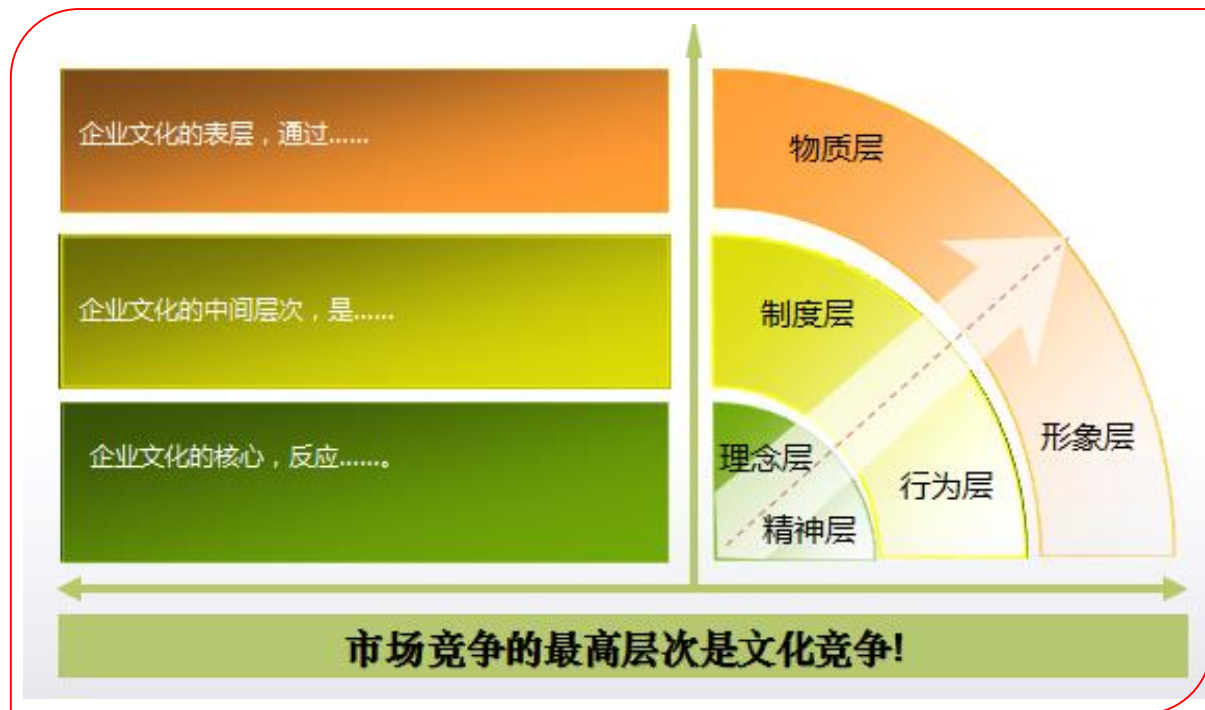 企业文化的表层，通过……
物质层
企业文化的中间层次，是……
制度层
企业文化的核心，反应……。
理念层
精神层
行为层
形象层
市场竞争的最高层次是文化竞争!